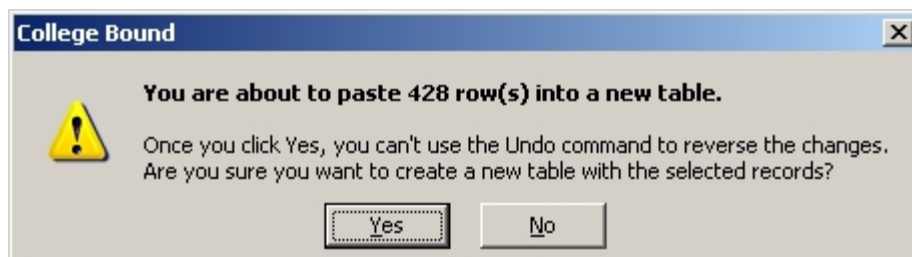 College Bound
You are about to paste 428 row(s) into a new table.
Once you click Yes, you can't use the Undo command to reverse the changes.
Are you sure you want to create a new table with the selected records?
Yes No